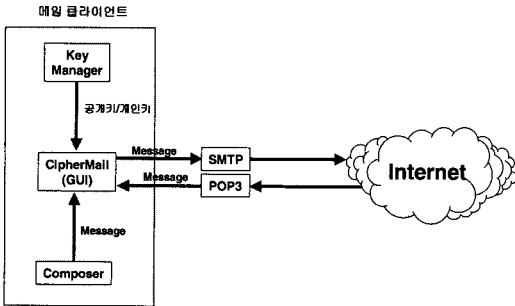 메일 클라이언트
Key
Manager
공개키/개인키
CipherMail
(GUI)
Message
SMTP
Message
POP3
Internet
Message
Composer